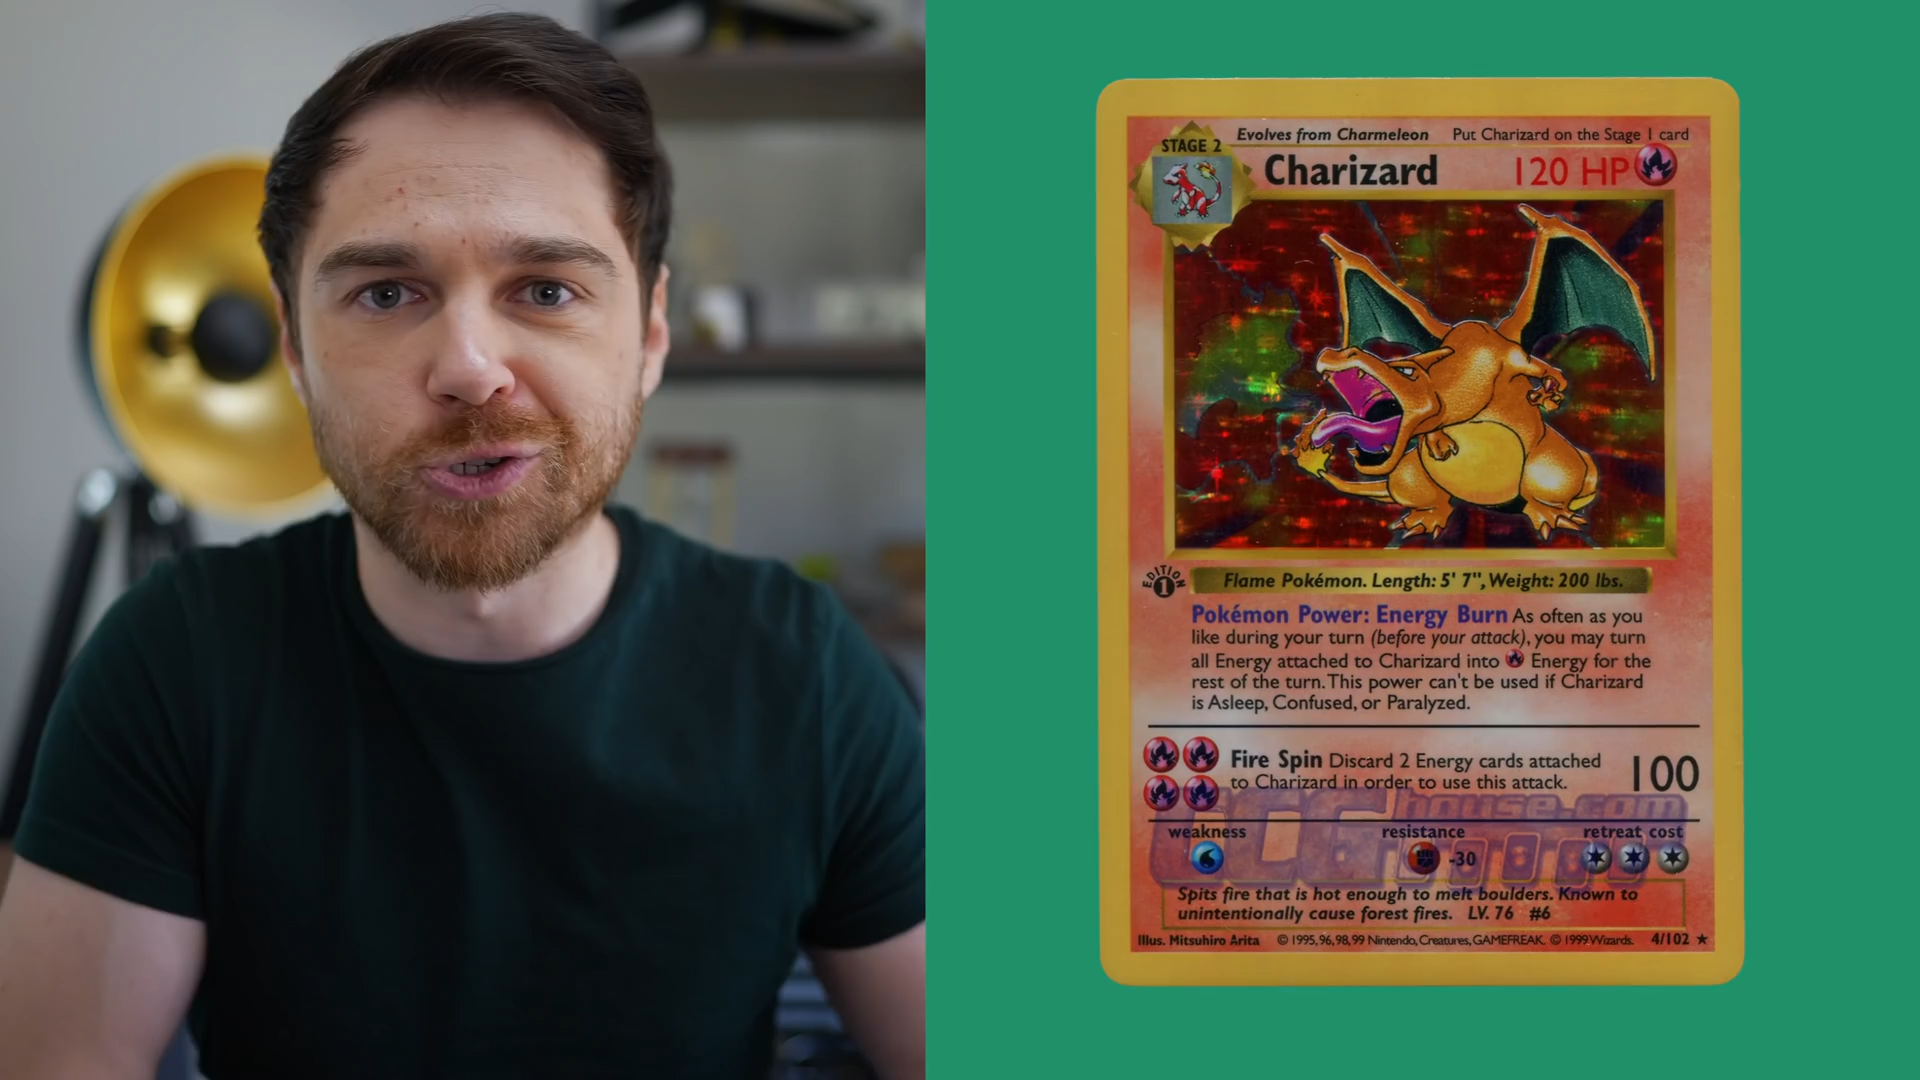 Evolves from Charmeleon Put Charizard on the Stage 1 card
STAGE 2
Charizard 120 HP
EDITION 1
Flame Pokémon. Length: 5' 7", Weight: 200 lbs.
Pokémon Power: Energy Burn As often as you
like during your turn (before your attack), you may turn
all Energy attached to Charizard into Energy for the
rest of the turn. This power can't be used if Charizard
is Asleep, Confused, or Paralyzed.
Fire Spin Discard 2 Energy cards attached
to Charizard in order to use this attack.
100
house.com
weakness resistance retreat cost
-30
Spits fire that is hot enough to melt boulders. Known to
unintentionally cause forest fires. LV. 76 #6
Illus. Mitsuhiro Arita © 1995, 96, 98, 99 Nintendo, Creatures, GAMEFREAK. © 1999 Wizards. 4/102 ★